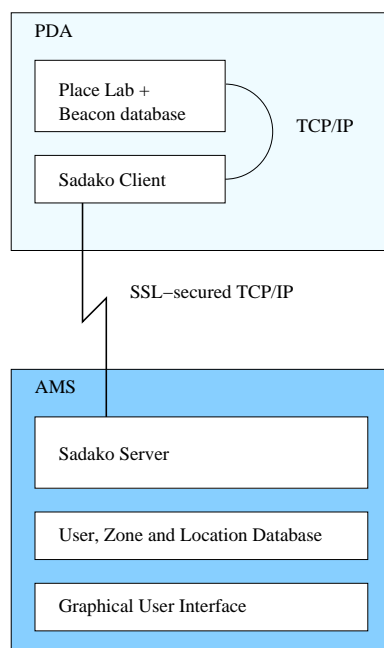 PDA
Place Lab +
Beacon database
TCP/IP
Sadako Client
SSL−secured TCP/IP
AMS
Sadako Server
User, Zone and Location Database
Graphical User Interface